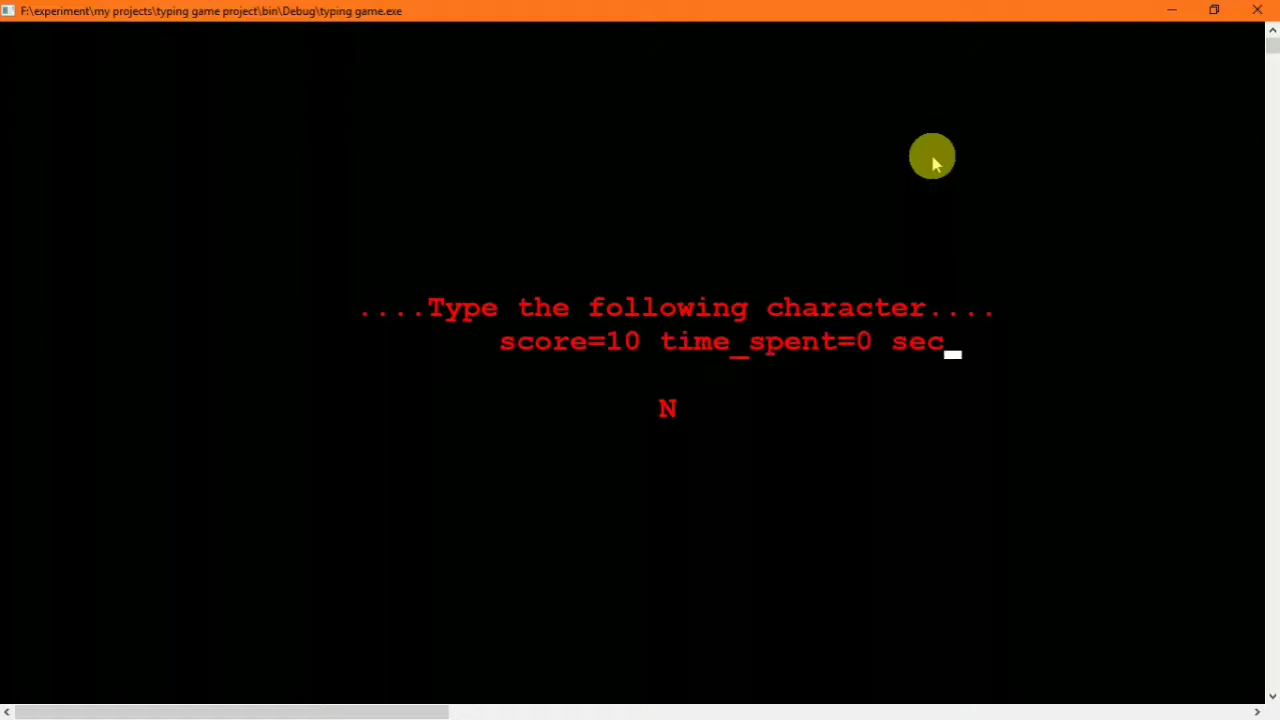 F:\experiment\my projects\typing game project\bin\Debug\typing game.exe
....Type the following character....
score=10 time_spent=0 sec_
N